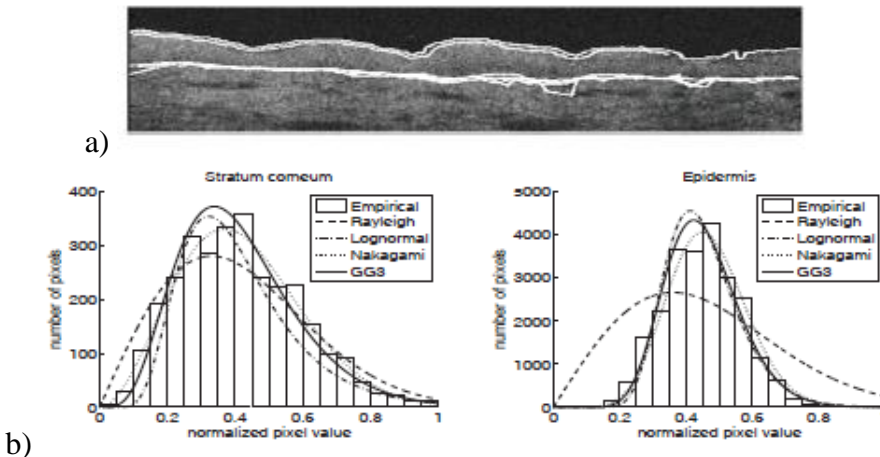 a)
Stratum corneum
400
300
200
100
0
0
0.2
0.4
0.6
0.8
1
number of pixels
normalized pixel value
Empirical
Rayleigh
Lognormal
Nakagami
GG3
Epidermis
5000
4000
3000
2000
1000
0
0
0.2
0.4
0.6
0.8
number of pixels
normalized pixel value
Empirical
Rayleigh
Lognormal
Nakagami
GG3
b)